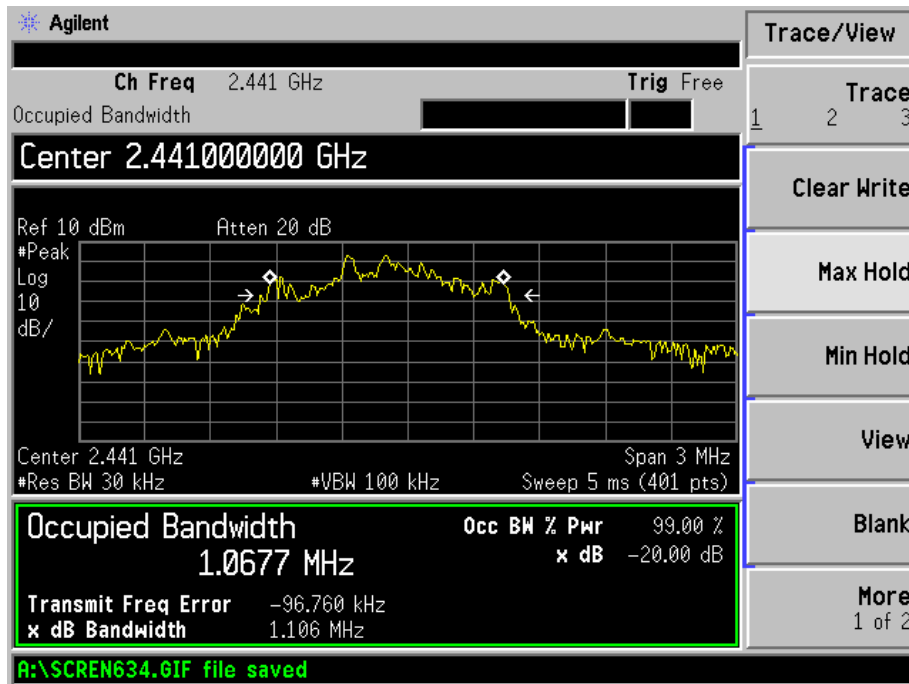 Agilent
Trace/View
Ch Freq 2.441 GHz Trig Free
Occupied Bandwidth
Trace
1 2 3
Center 2.441000000 GHz
Clear Write
Ref 10 dBm Atten 20 dB
#Peak
Log
10
dB/
Max Hold
Min Hold
View
Center 2.441 GHz Span 3 MHz
#Res BW 30 kHz #VBW 100 kHz Sweep 5 ms (401 pts)
Occupied Bandwidth
1.0677 MHz
Occ BW % Pwr 99.00 %
x dB -20.00 dB
Blank
Transmit Freq Error -96.760 kHz
x dB Bandwidth 1.106 MHz
More
1 of 2
A:\SCREN634.GIF file saved